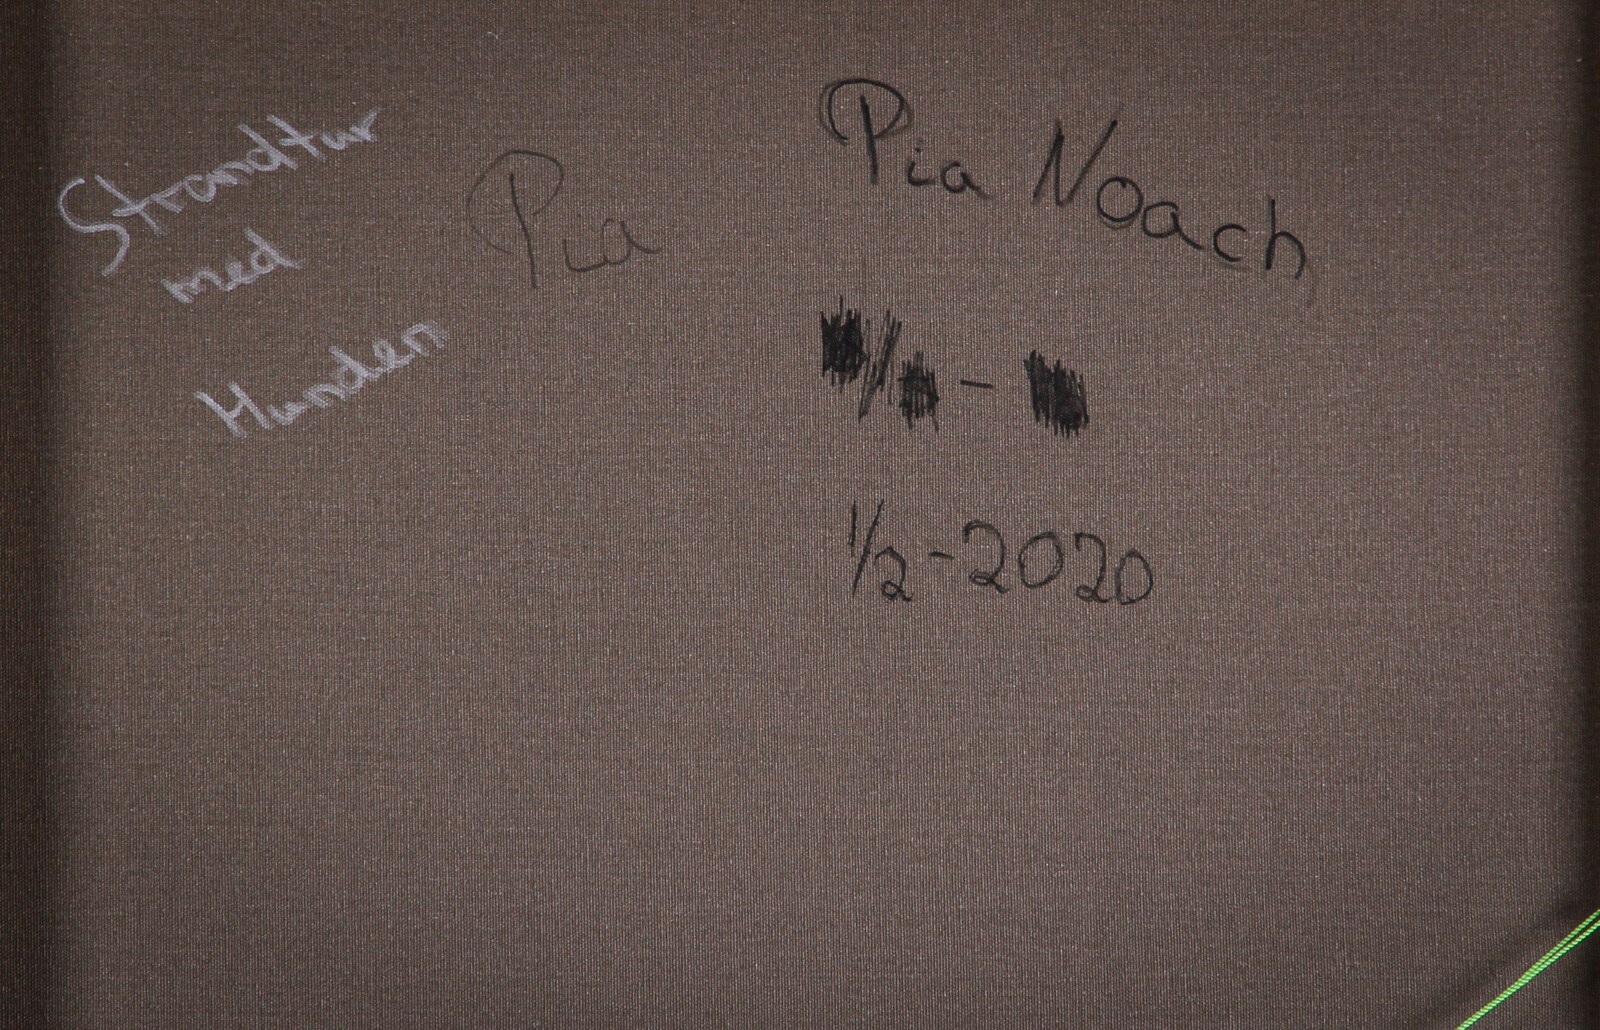 Strandtur
med
Hunden
Pia
Pia Noach
1/2-2020